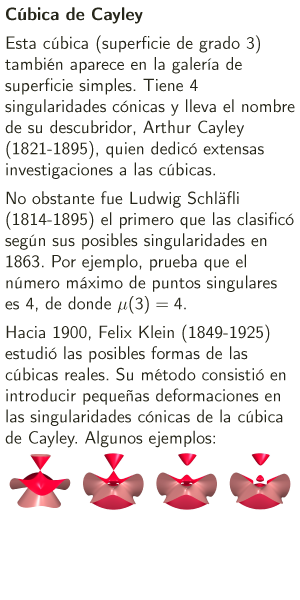 Cúbica de Cayley
Esta cúbica (superficie de grado 3)
también aparece en la galería de
superficie simples. Tiene 4
singularidades cónicas y lleva el nombre
de su descubridor, Arthur Cayley
(1821-1895), quien dedicó extensas
investigaciones a las cúbicas.
No obstante fue Ludwig Schläfli
(1814-1895) el primero que las clasificó
según sus posibles singularidades en
1863. Por ejemplo, prueba que el
número máximo de puntos singulares
es 4, de donde μ(3) = 4.
Hacia 1900, Felix Klein (1849-1925)
estudió las posibles formas de las
cúbicas reales. Su método consistió en
introducir pequeñas deformaciones en
las singularidades cónicas de la cúbica
de Cayley. Algunos ejemplos: